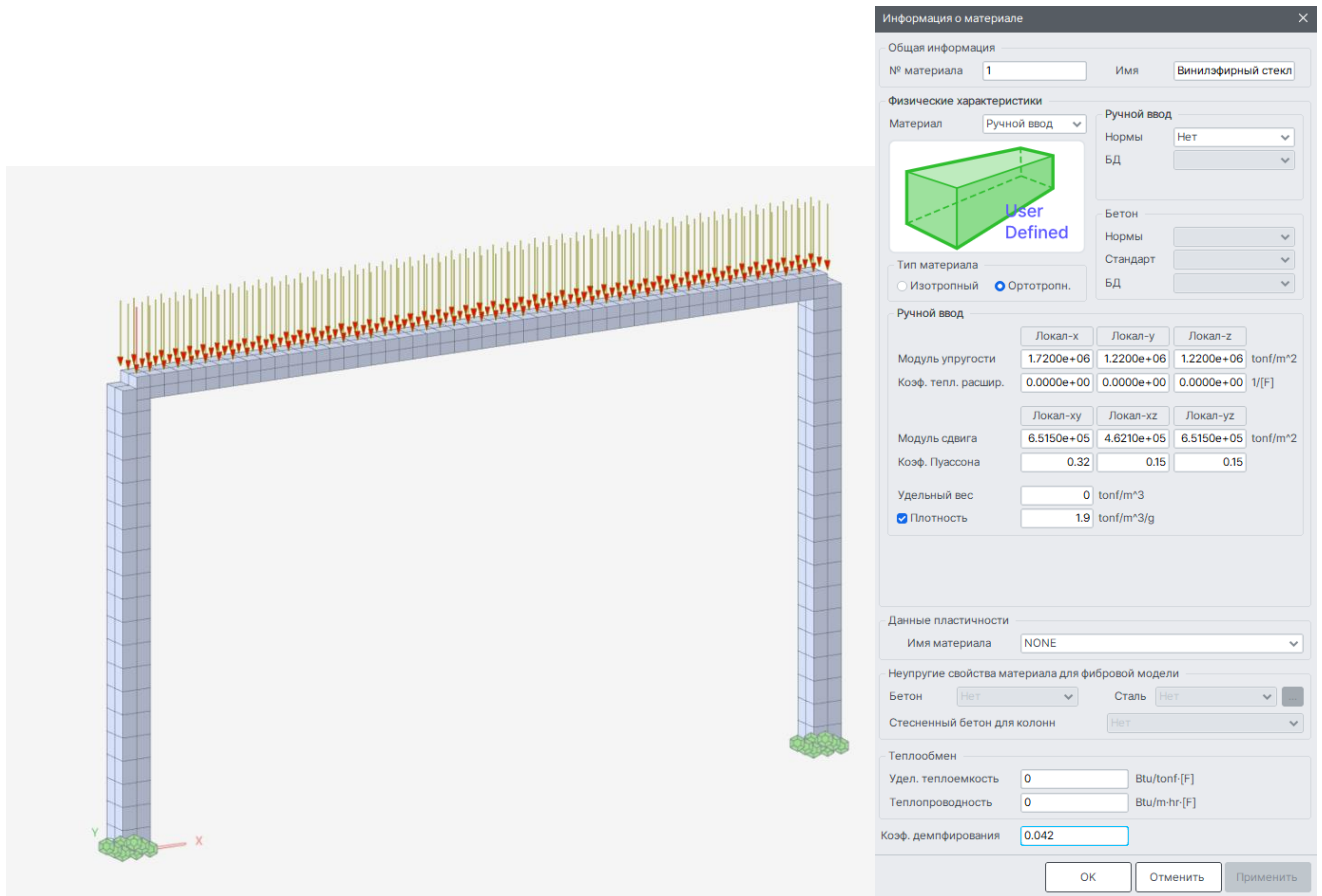 Информация о материале
Общая информация
№ материала 1 Имя Винилэфирный стекл
Физические характеристики
Материал Ручной ввод
Ручной ввод
Нормы Нет
БД
User
Defined
Бетон
Нормы
Стандарт
БД
Тип материала
Изотропный Ортотропн.
Ручной ввод
Локал-x Локал-y Локал-z
Модуль упругости 1.7200e+06 1.2200e+06 1.2200e+06 tonf/m^2
Коэф. тепл. расшир. 0.0000e+00 0.0000e+00 0.0000e+00 1/[F]
Локал-xy Локал-xz Локал-yz
Модуль сдвига 6.5150e+05 4.6210e+05 6.5150e+05 tonf/m^2
Коэф. Пуассона 0.32 0.15 0.15
Удельный вес 0 tonf/m^3
Плотность 1.9 tonf/m^3/g
Данные пластичности
Имя материала NONE
Неупругие свойства материала для фибровой модели
Бетон Нет Сталь Нет ...
Стесненный бетон для колонн Нет
Теплообмен
Удел. теплоемкость 0 Btu/tonf·[F]
Теплопроводность 0 Btu/m·hr·[F]
Коэф. демпфирования 0.042
ОК Отменить Применить
Y
X